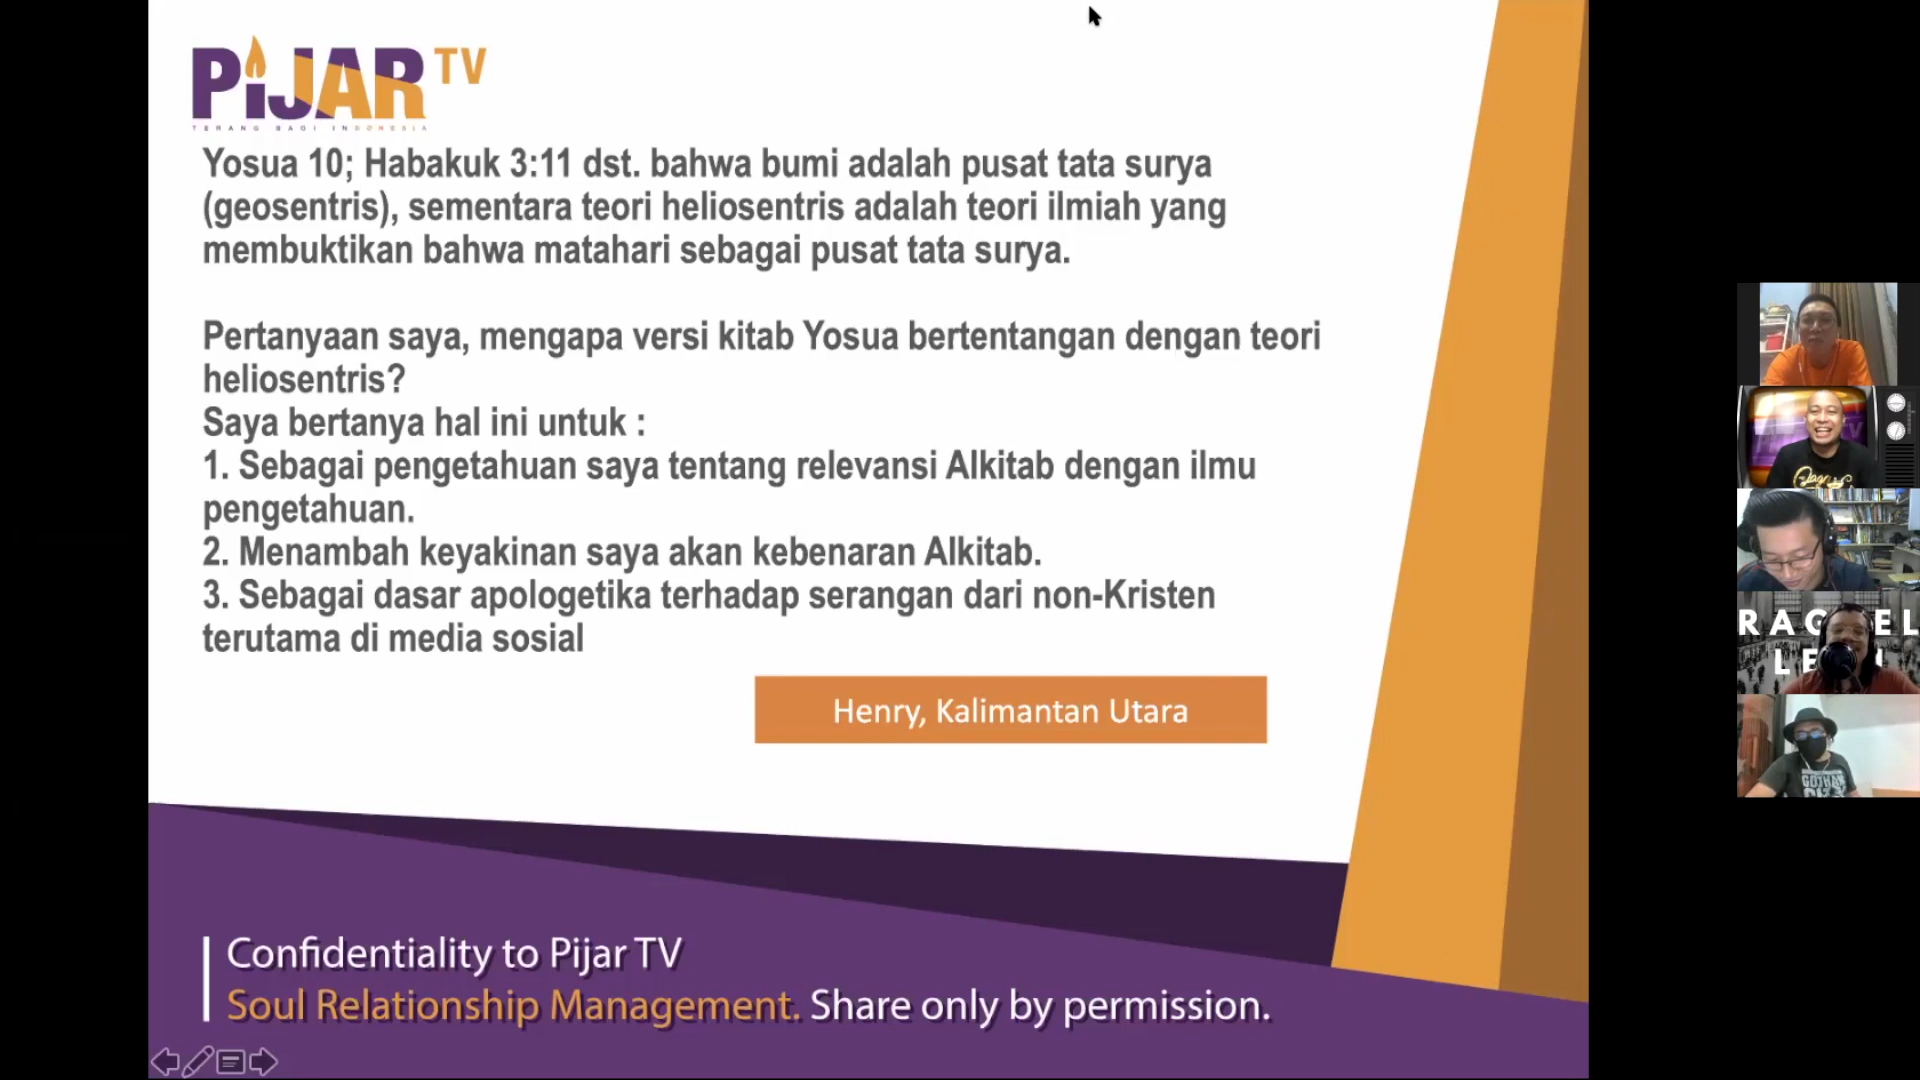 PiJAR TV
TERANG BAGI INDONESIA
Yosua 10; Habakuk 3:11 dst. bahwa bumi adalah pusat tata surya
(geosentris), sementara teori heliosentris adalah teori ilmiah yang
membuktikan bahwa matahari sebagai pusat tata surya.
Pertanyaan saya, mengapa versi kitab Yosua bertentangan dengan teori
heliosentris?
Saya bertanya hal ini untuk :
1. Sebagai pengetahuan saya tentang relevansi Alkitab dengan ilmu
pengetahuan.
2. Menambah keyakinan saya akan kebenaran Alkitab.
3. Sebagai dasar apologetika terhadap serangan dari non-Kristen
terutama di media sosial
Henry, Kalimantan Utara
Confidentiality to Pijar TV
Soul Relationship Management. Share only by permission.